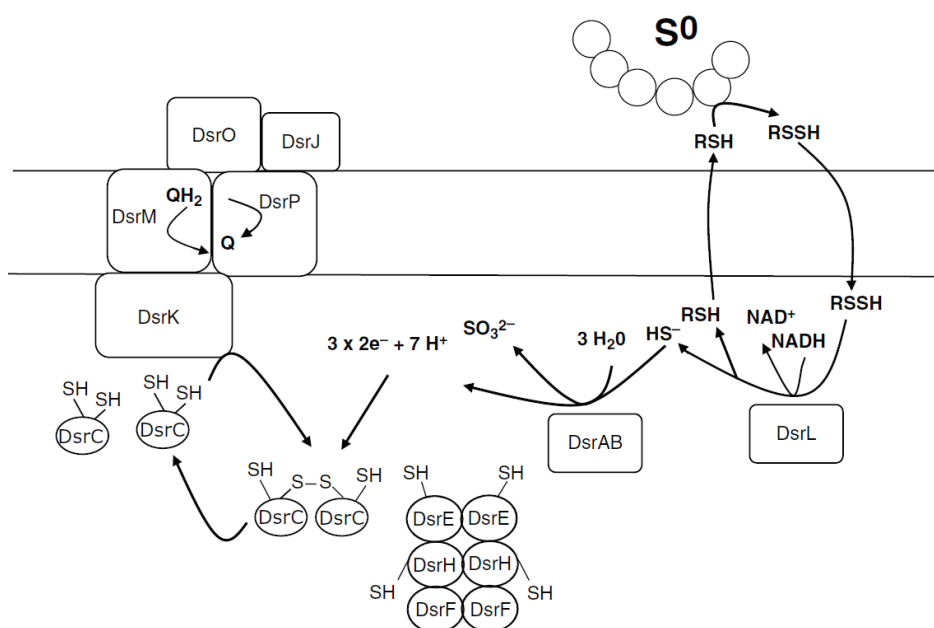 S0
DsrO
DsrJ
RSH
RSSH
QH2
DsrM
DsrP
Q
DsrK
RSSH
RSH
NAD+
NADH
SO3 2–
3 H20
HS–
3 x 2e– + 7 H+
SH
SH
SH
SH
DsrC
DsrC
DsrAB
DsrL
SH
S–S
SH
DsrC
DsrC
SH
SH
DsrE
DsrE
DsrH
DsrH
SH
SH
DsrF
DsrF